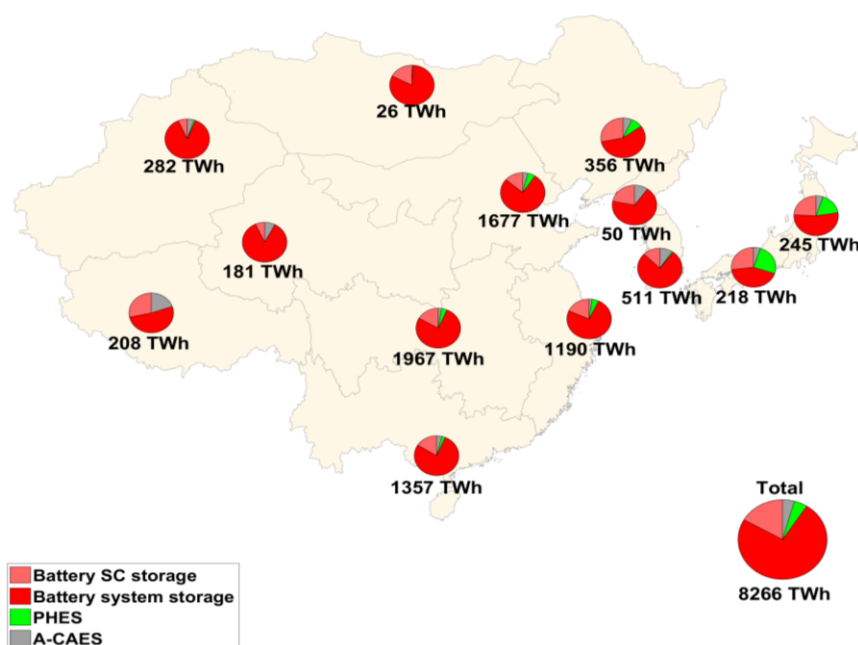 26 TWh
282 TWh
356 TWh
1677 TWh
50 TWh
245 TWh
181 TWh
511 TWh
218 TWh
208 TWh
1967 TWh
1190 TWh
1357 TWh
Total
8266 TWh
Battery SC storage
Battery system storage
PHES
A-CAES